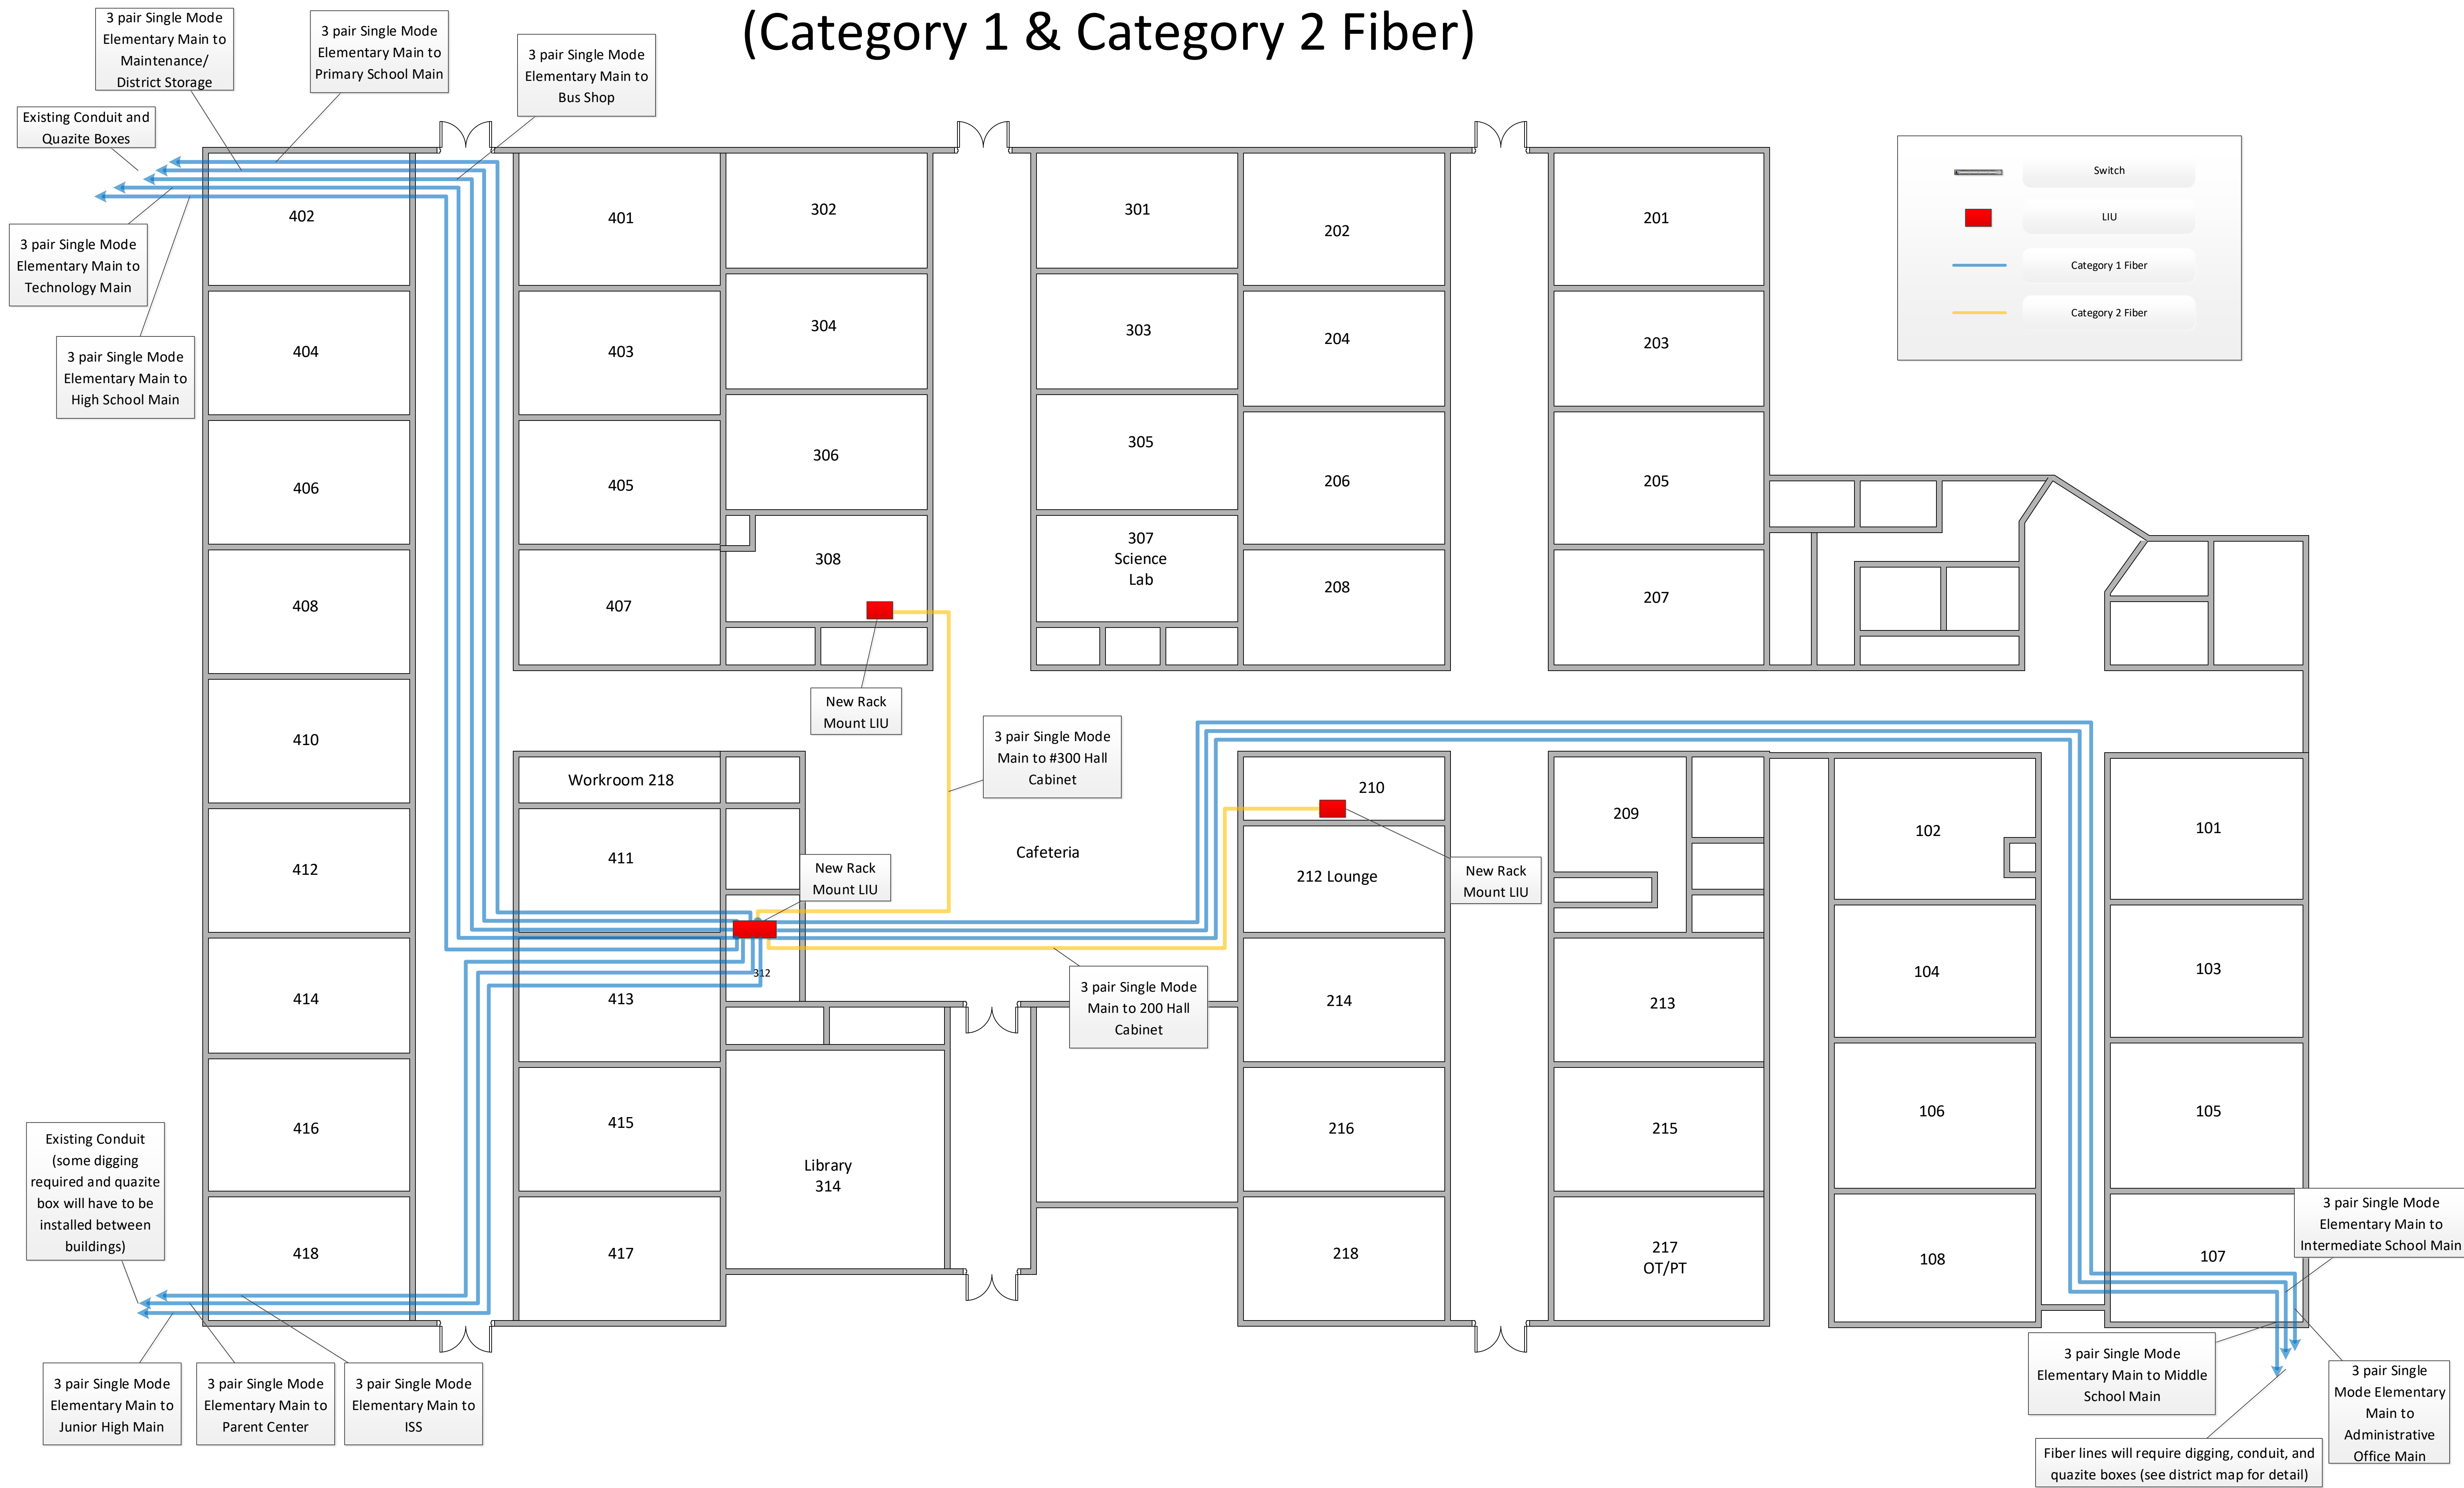 (Category 1 & Category 2 Fiber)
3 pair Single Mode
Elementary Main to
Maintenance/
District Storage
3 pair Single Mode
Elementary Main to
Primary School Main
3 pair Single Mode
Elementary Main to
Bus Shop
Existing Conduit and
Quazite Boxes
3 pair Single Mode
Elementary Main to
Technology Main
3 pair Single Mode
Elementary Main to
High School Main
Switch
LIU
Category 1 Fiber
Category 2 Fiber
402
401
302
301
202
201
404
403
304
303
204
203
406
405
306
305
206
205
408
407
308
307
Science
Lab
208
207
New Rack
Mount LIU
3 pair Single Mode
Main to #300 Hall
Cabinet
410
Workroom 218
210
209
102
101
412
411
Cafeteria
212 Lounge
New Rack
Mount LIU
New Rack
Mount LIU
312
414
413
3 pair Single Mode
Main to 200 Hall
Cabinet
214
213
104
103
416
415
Library
314
216
215
106
105
Existing Conduit
(some digging
required and quazite
box will have to be
installed between
buildings)
418
417
218
217
OT/PT
108
107
3 pair Single Mode
Elementary Main to
Intermediate School Main
3 pair Single Mode
Elementary Main to
Junior High Main
3 pair Single Mode
Elementary Main to
Parent Center
3 pair Single Mode
Elementary Main to
ISS
3 pair Single Mode
Elementary Main to Middle
School Main
3 pair Single
Mode Elementary
Main to
Administrative
Office Main
Fiber lines will require digging, conduit, and
quazite boxes (see district map for detail)